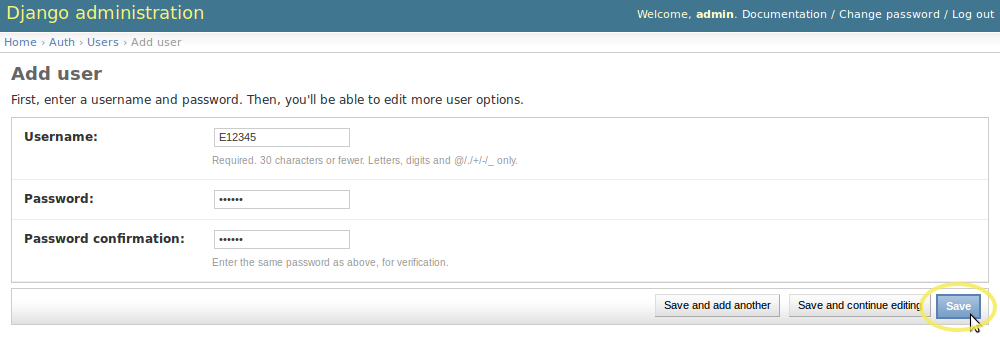 Django administration
Welcome, admin. Documentation / Change password / Log out
Home › Auth › Users › Add user
Add user
First, enter a username and password. Then, you'll be able to edit more user options.
Username: E12345
Required. 30 characters or fewer. Letters, digits and @/./+/-/_ only.
Password: ••••••
Password confirmation: ••••••
Enter the same password as above, for verification.
Save and add another Save and continue editing Save